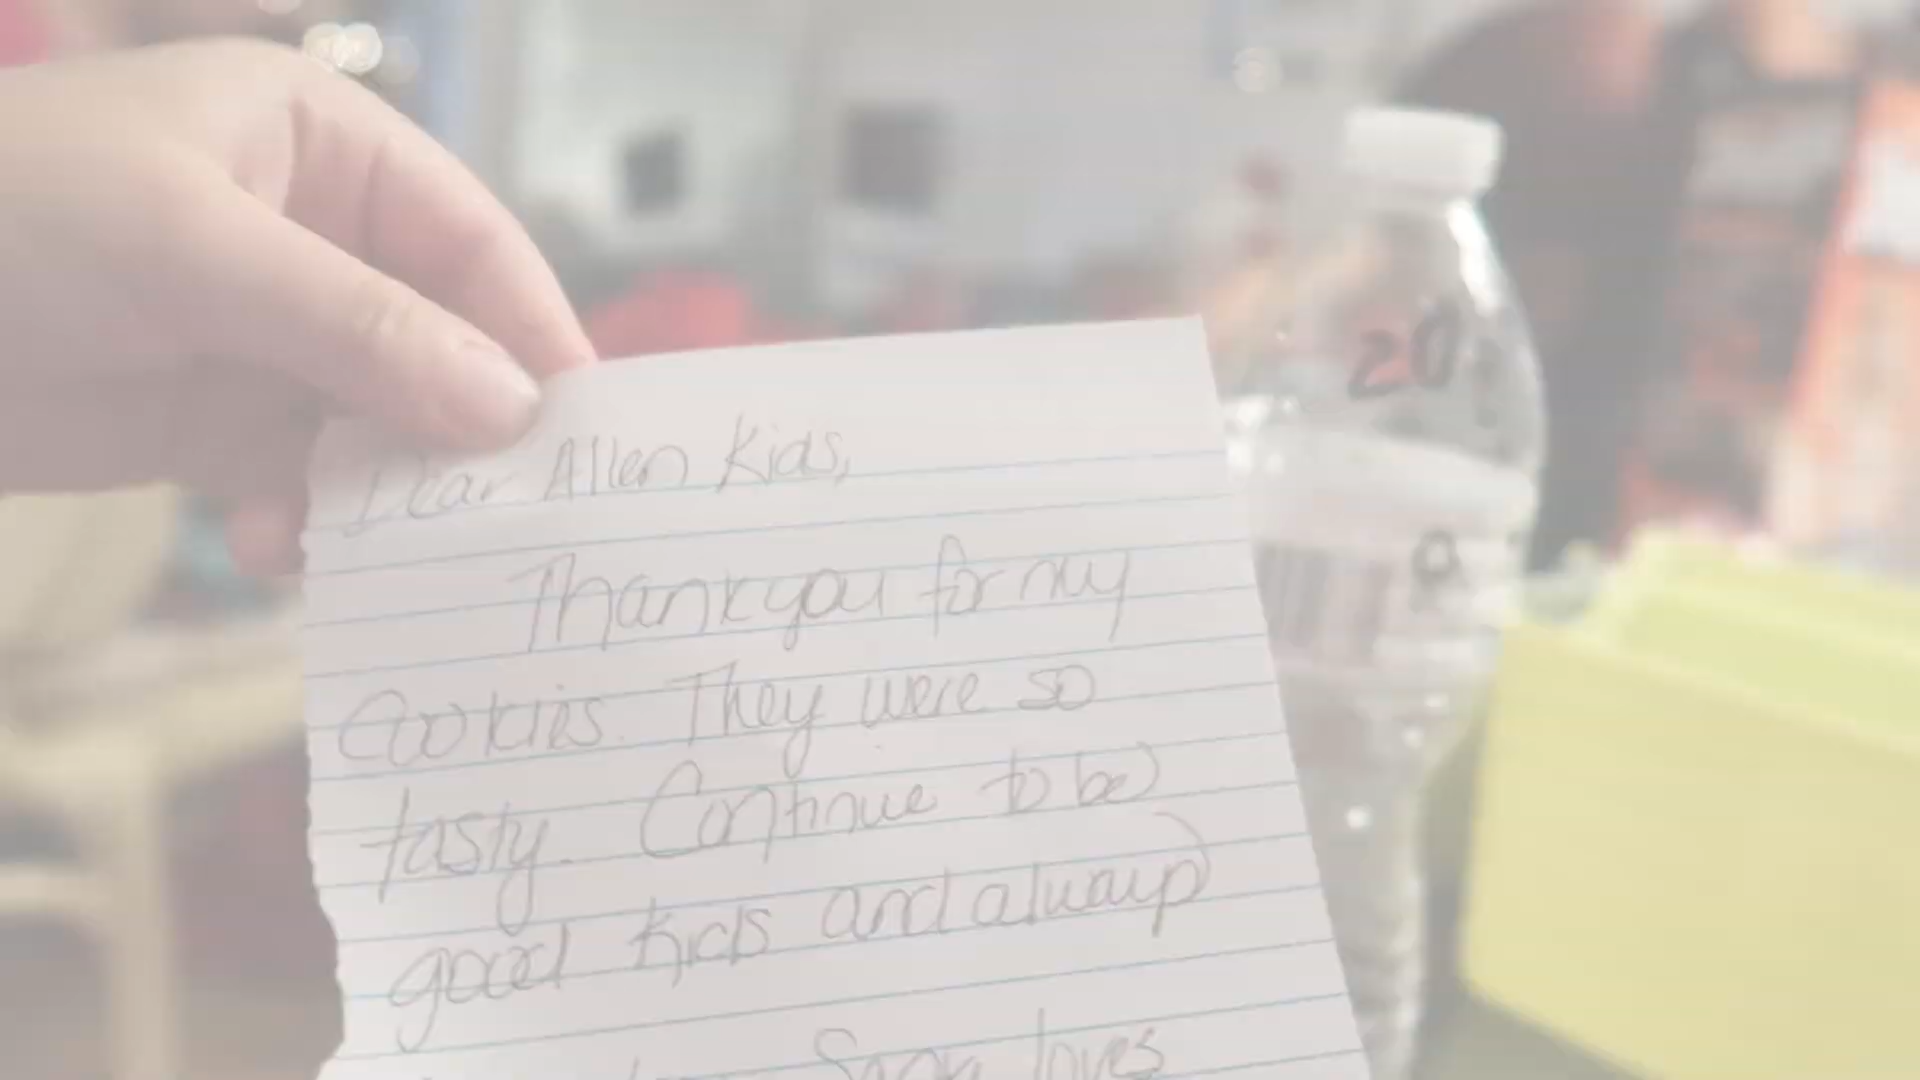 Dear Allen Kids,
Thank you for my
Cookies. They were so
tasty. Continue to be
good kids and always
loves
20